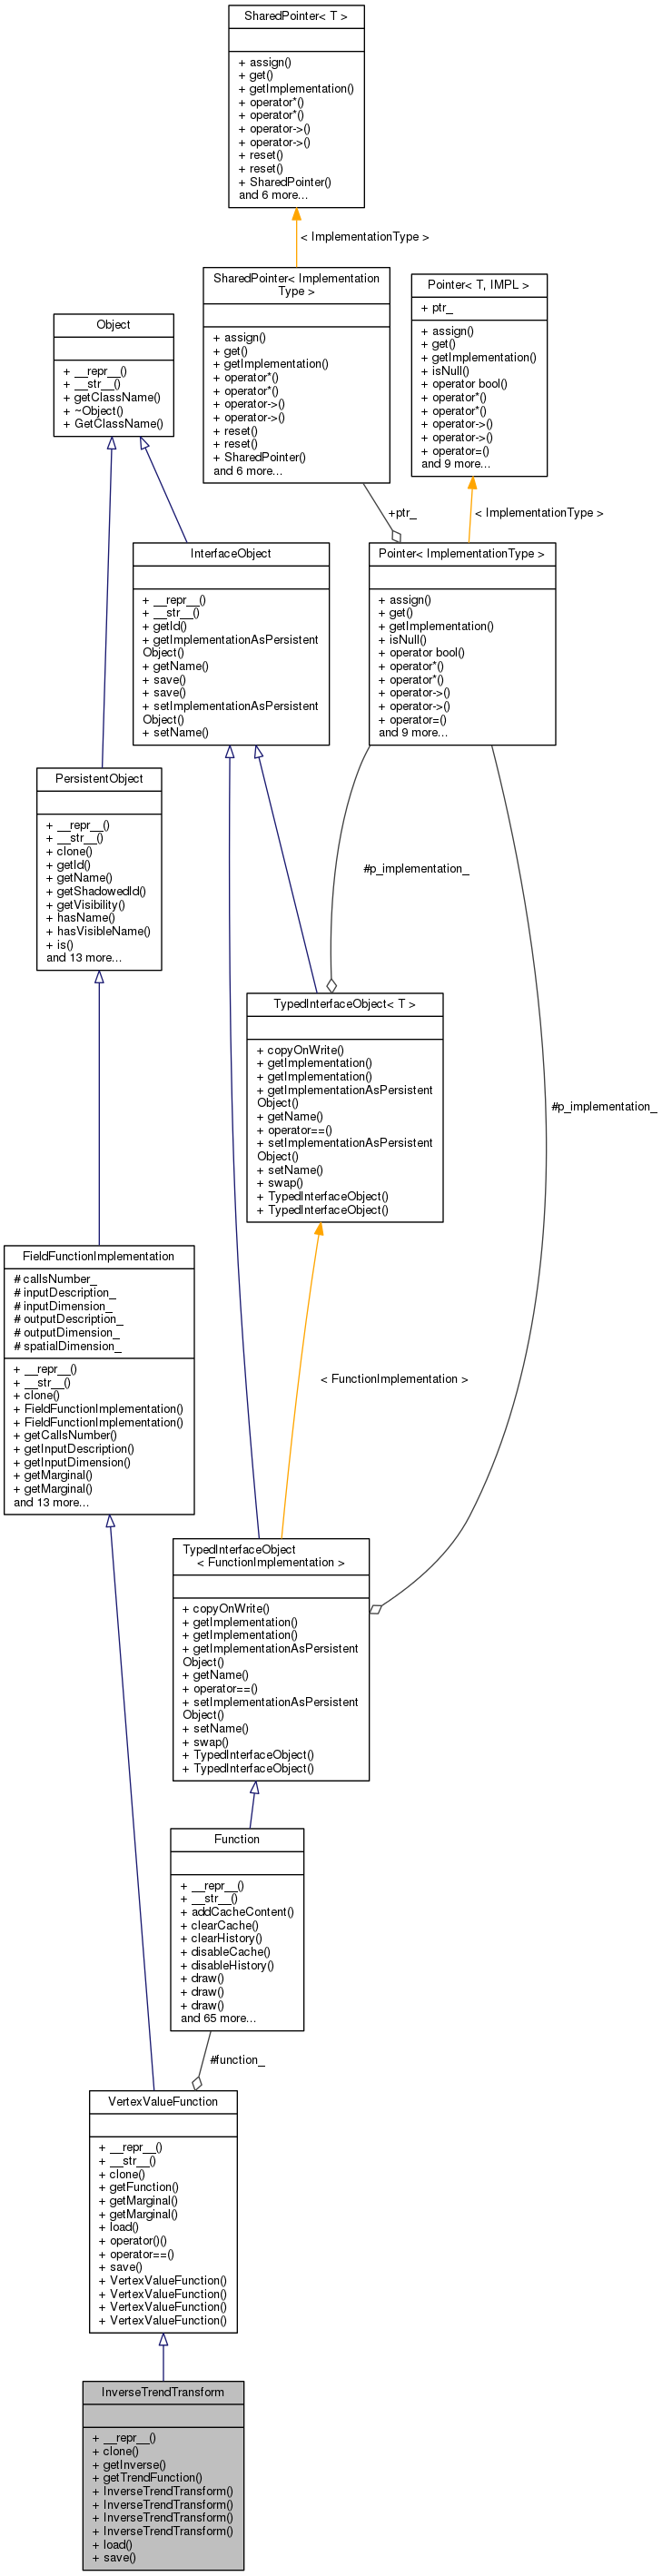 SharedPointer< T >
+ assign()
+ get()
+ getImplementation()
+ operator*()
+ operator*()
+ operator->()
+ operator->()
+ reset()
+ reset()
+ SharedPointer()
and 6 more...
< ImplementationType >
SharedPointer< Implementation
Type >
+ assign()
+ get()
+ getImplementation()
+ operator*()
+ operator*()
+ operator->()
+ operator->()
+ reset()
+ reset()
+ SharedPointer()
and 6 more...
Pointer< T, IMPL >
+ ptr_
+ assign()
+ get()
+ getImplementation()
+ isNull()
+ operator bool()
+ operator*()
+ operator*()
+ operator->()
+ operator->()
+ operator=()
and 9 more...
Object
+ __repr__()
+ __str__()
+ getClassName()
+ ~Object()
+ GetClassName()
+ptr_
< ImplementationType >
InterfaceObject
+ __repr__()
+ __str__()
+ getId()
+ getImplementationAsPersistent
Object()
+ getName()
+ save()
+ save()
+ setImplementationAsPersistent
Object()
+ setName()
Pointer< ImplementationType >
+ assign()
+ get()
+ getImplementation()
+ isNull()
+ operator bool()
+ operator*()
+ operator*()
+ operator->()
+ operator->()
+ operator=()
and 9 more...
PersistentObject
+ __repr__()
+ __str__()
+ clone()
+ getId()
+ getName()
+ getShadowedId()
+ getVisibility()
+ hasName()
+ hasVisibleName()
+ is()
and 13 more...
#p_implementation_
TypedInterfaceObject< T >
+ copyOnWrite()
+ getImplementation()
+ getImplementation()
+ getImplementationAsPersistent
Object()
+ getName()
+ operator==()
+ setImplementationAsPersistent
Object()
+ setName()
+ swap()
+ TypedInterfaceObject()
+ TypedInterfaceObject()
#p_implementation_
FieldFunctionImplementation
# callsNumber_
# inputDescription_
# inputDimension_
# outputDescription_
# outputDimension_
# spatialDimension_
+ __repr__()
+ __str__()
+ clone()
+ FieldFunctionImplementation()
+ FieldFunctionImplementation()
+ getCallsNumber()
+ getInputDescription()
+ getInputDimension()
+ getMarginal()
+ getMarginal()
and 13 more...
< FunctionImplementation >
TypedInterfaceObject
< FunctionImplementation >
+ copyOnWrite()
+ getImplementation()
+ getImplementation()
+ getImplementationAsPersistent
Object()
+ getName()
+ operator==()
+ setImplementationAsPersistent
Object()
+ setName()
+ swap()
+ TypedInterfaceObject()
+ TypedInterfaceObject()
Function
+ __repr__()
+ __str__()
+ addCacheContent()
+ clearCache()
+ clearHistory()
+ disableCache()
+ disableHistory()
+ draw()
+ draw()
+ draw()
and 65 more...
#function_
VertexValueFunction
+ __repr__()
+ __str__()
+ clone()
+ getFunction()
+ getMarginal()
+ getMarginal()
+ load()
+ operator()()
+ operator==()
+ save()
+ VertexValueFunction()
+ VertexValueFunction()
+ VertexValueFunction()
+ VertexValueFunction()
InverseTrendTransform
+ __repr__()
+ clone()
+ getInverse()
+ getTrendFunction()
+ InverseTrendTransform()
+ InverseTrendTransform()
+ InverseTrendTransform()
+ InverseTrendTransform()
+ load()
+ save()